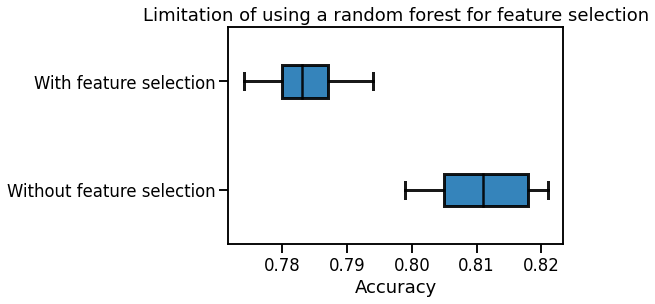 Limitation of using a random forest for feature selection
With feature selection
Without feature selection
0.78 0.79 0.80 0.81 0.82
Accuracy